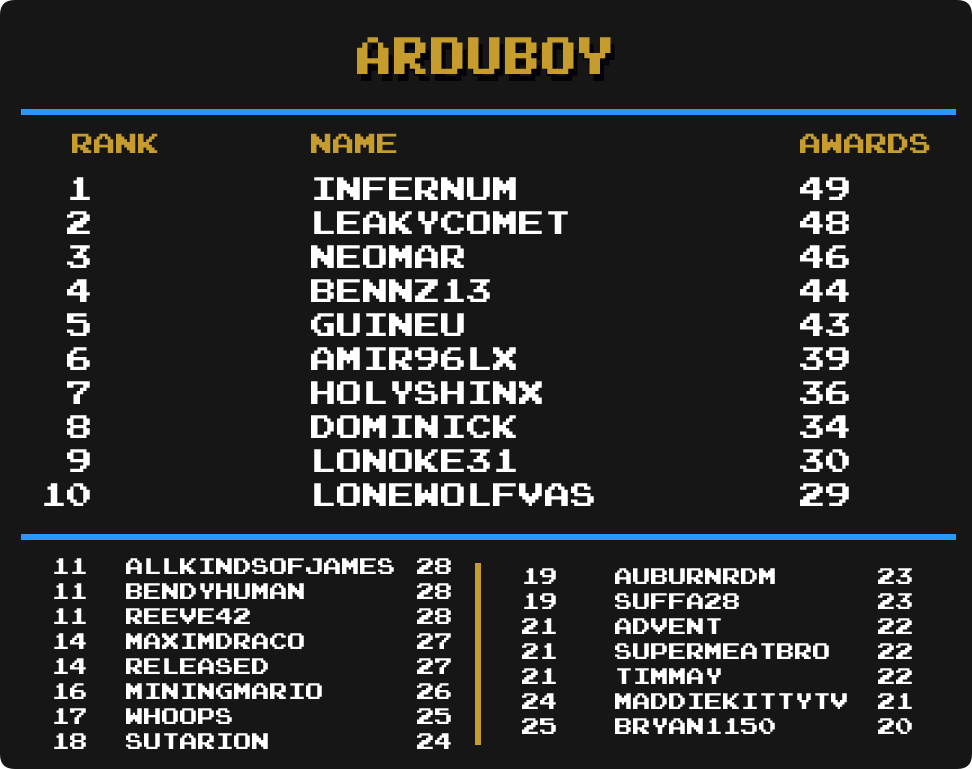 ARDUBOY
RANK NAME AWARDS
1 INFERNUM 49
2 LEAKYCOMET 48
3 NEOMAR 46
4 BENNZ13 44
5 GUINEU 43
6 AMIR96LX 39
7 HOLYSHINX 36
8 DOMINICK 34
9 LONOKE31 30
10 LONEWOLFVAS 29
11 ALLKINDSOFJAMES 28
11 BENDYHUMAN 28
11 REEVE42 28
14 MAXIMDRACO 27
14 RELEASED 27
16 MININGMARIO 26
17 WHOOPS 25
18 SUTARION 24
19 AUBURNRDM 23
19 SUFFA28 23
21 ADVENT 22
21 SUPERMEATBRO 22
21 TIMMAY 22
24 MADDIEKITTYTV 21
25 BRYAN1150 20